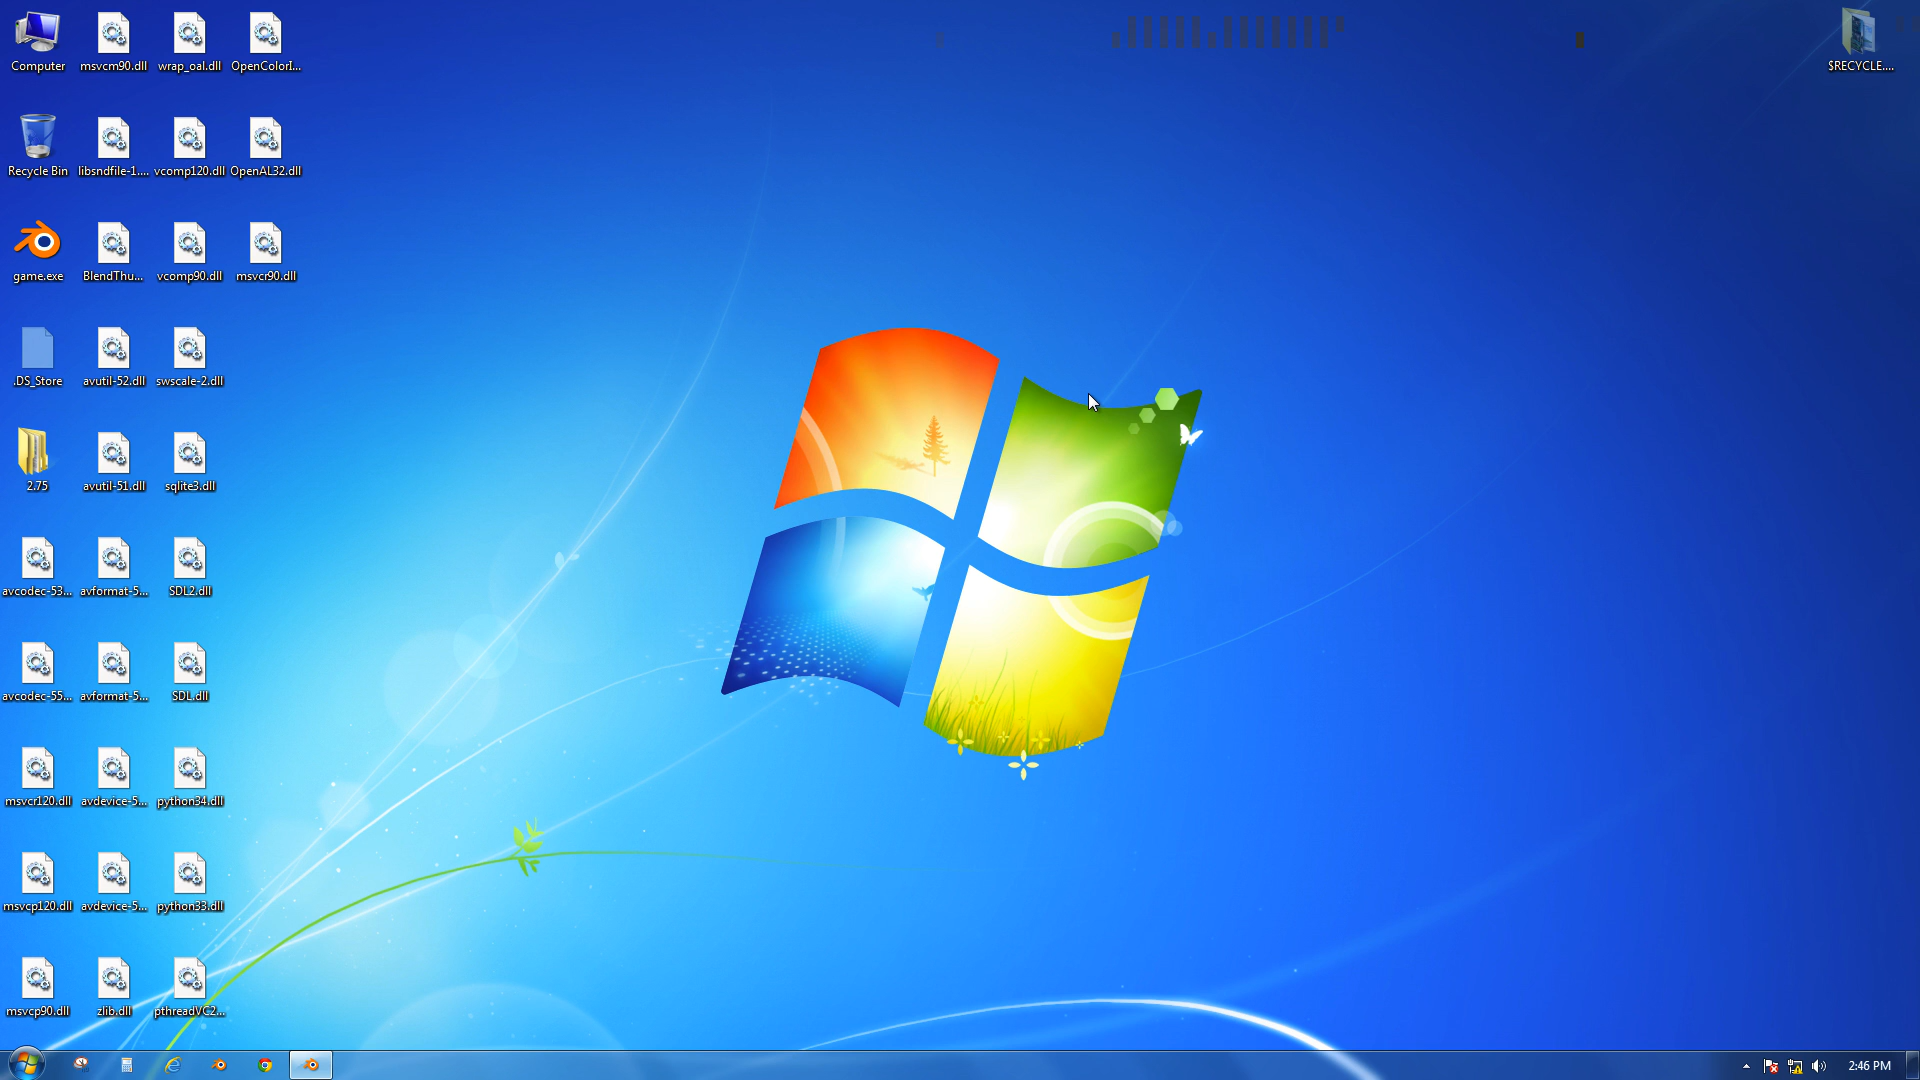 Computer
msvcm90.dll
wrap_oal.dll
OpenColorI...
$RECYCLE....
Recycle Bin
libsndfile-1....
vcomp120.dll
OpenAL32.dll
game.exe
BlendThu...
vcomp90.dll
msvcr90.dll
.DS_Store
avutil-52.dll
swscale-2.dll
2.75
avutil-51.dll
sqlite3.dll
avcodec-53...
avformat-5...
SDL2.dll
avcodec-55...
avformat-5...
SDL.dll
msvcr120.dll
avdevice-5...
python34.dll
msvcp120.dll
avdevice-5...
python33.dll
msvcp90.dll
zlib.dll
pthreadVC2...
2:46 PM